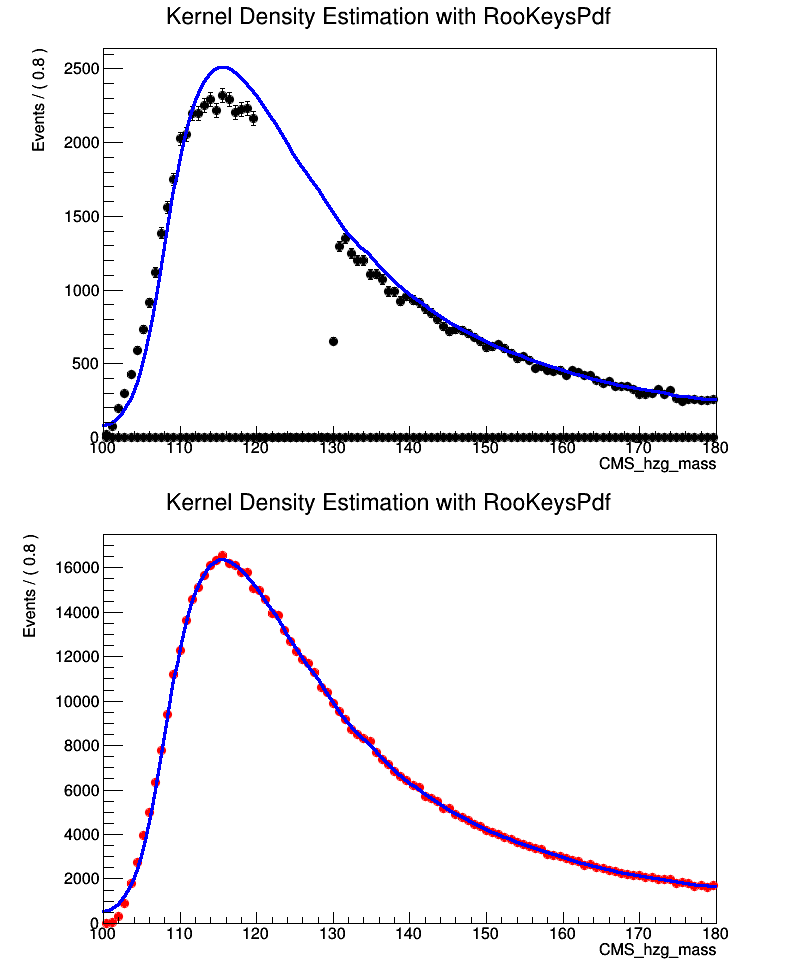 Kernel Density Estimation with RooKeysPdf
Events / ( 0.8 )
2500
2000
1500
1000
500
0
100 110 120 130 140 150 160 170 180
CMS_hzg_mass
Kernel Density Estimation with RooKeysPdf
Events / ( 0.8 )
16000
14000
12000
10000
8000
6000
4000
2000
0
100 110 120 130 140 150 160 170 180
CMS_hzg_mass